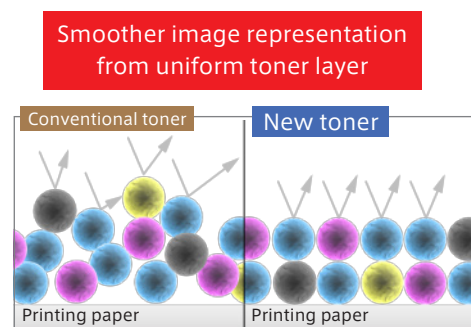 Smoother image representation
from uniform toner layer
Conventional toner
New toner
Printing paper
Printing paper